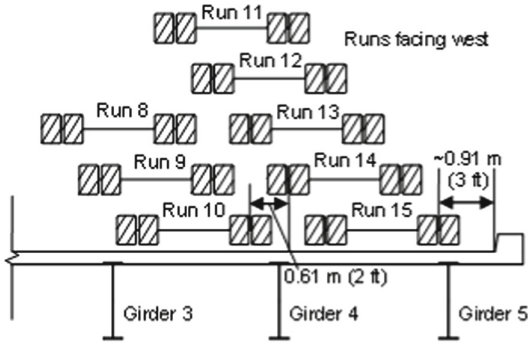 Run 11
Runs facing west
Run 12
Run 8
Run 13
Run 9
Run 14
~0.91 m
(3 ft)
Run 10
Run 15
0.61 m (2 ft)
Girder 3
Girder 4
Girder 5